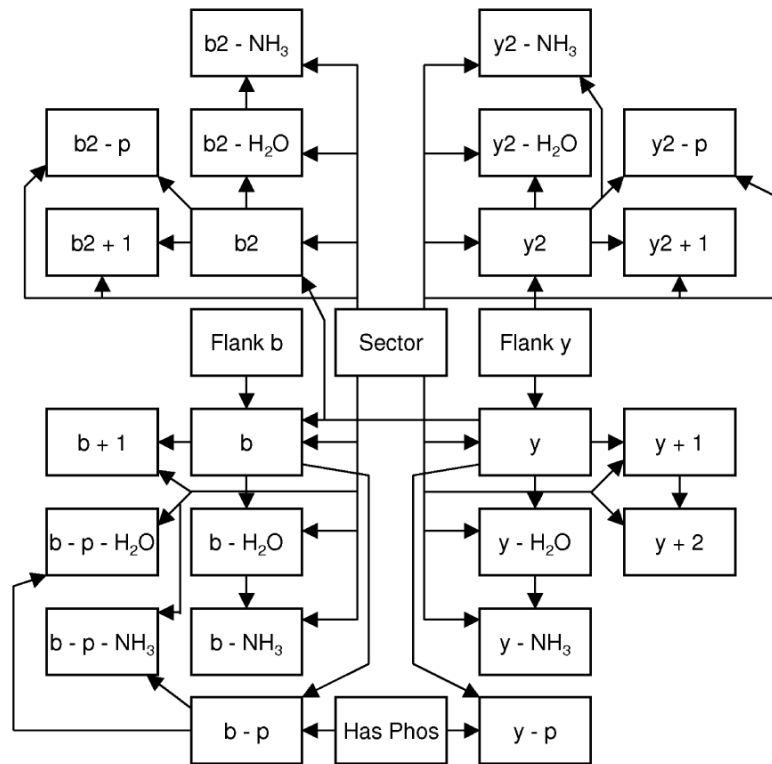 b2 - NH₃
y2 - NH₃
b2 - p
b2 - H₂O
y2 - H₂O
y2 - p
b2 + 1
b2
y2
y2 + 1
Flank b
Sector
Flank y
b + 1
b
y
y + 1
b - p - H₂O
b - H₂O
y - H₂O
y + 2
b - p - NH₃
b - NH₃
y - NH₃
b - p
Has Phos
y - p